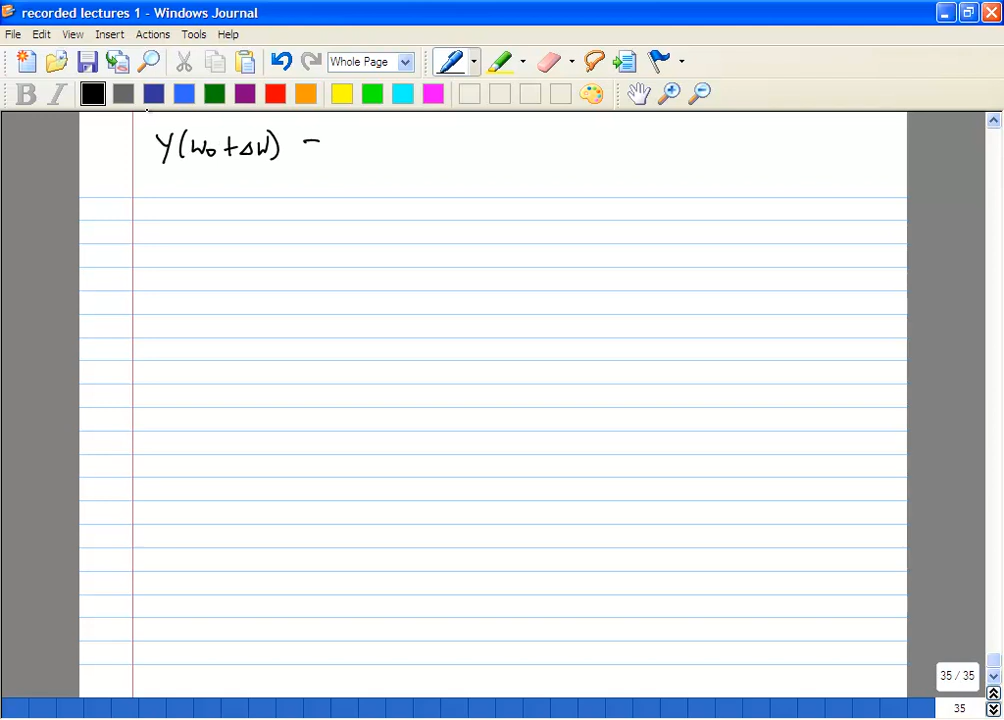 recorded lectures 1 - Windows Journal
File Edit View Insert Actions Tools Help
Whole Page
B I
Y(W₀+ΔW) =
35 / 35
35